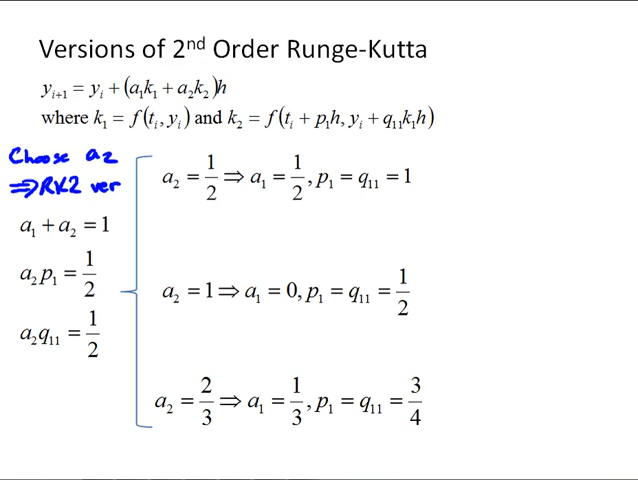 Versions of 2nd Order Runge-Kutta
y_{i+1} = y_i + (a_1k_1 + a_2k_2)h
where k_1 = f(t_i, y_i) and k_2 = f(t_i + p_1h, y_i + q_{11}k_1h)
Choose a_2
⇒ RK2 ver
a_1 + a_2 = 1
a_2p_1 = 1/2
a_2q_{11} = 1/2
a_2 = 1/2 ⇒ a_1 = 1/2, p_1 = q_{11} = 1
a_2 = 1 ⇒ a_1 = 0, p_1 = q_{11} = 1/2
a_2 = 2/3 ⇒ a_1 = 1/3, p_1 = q_{11} = 3/4